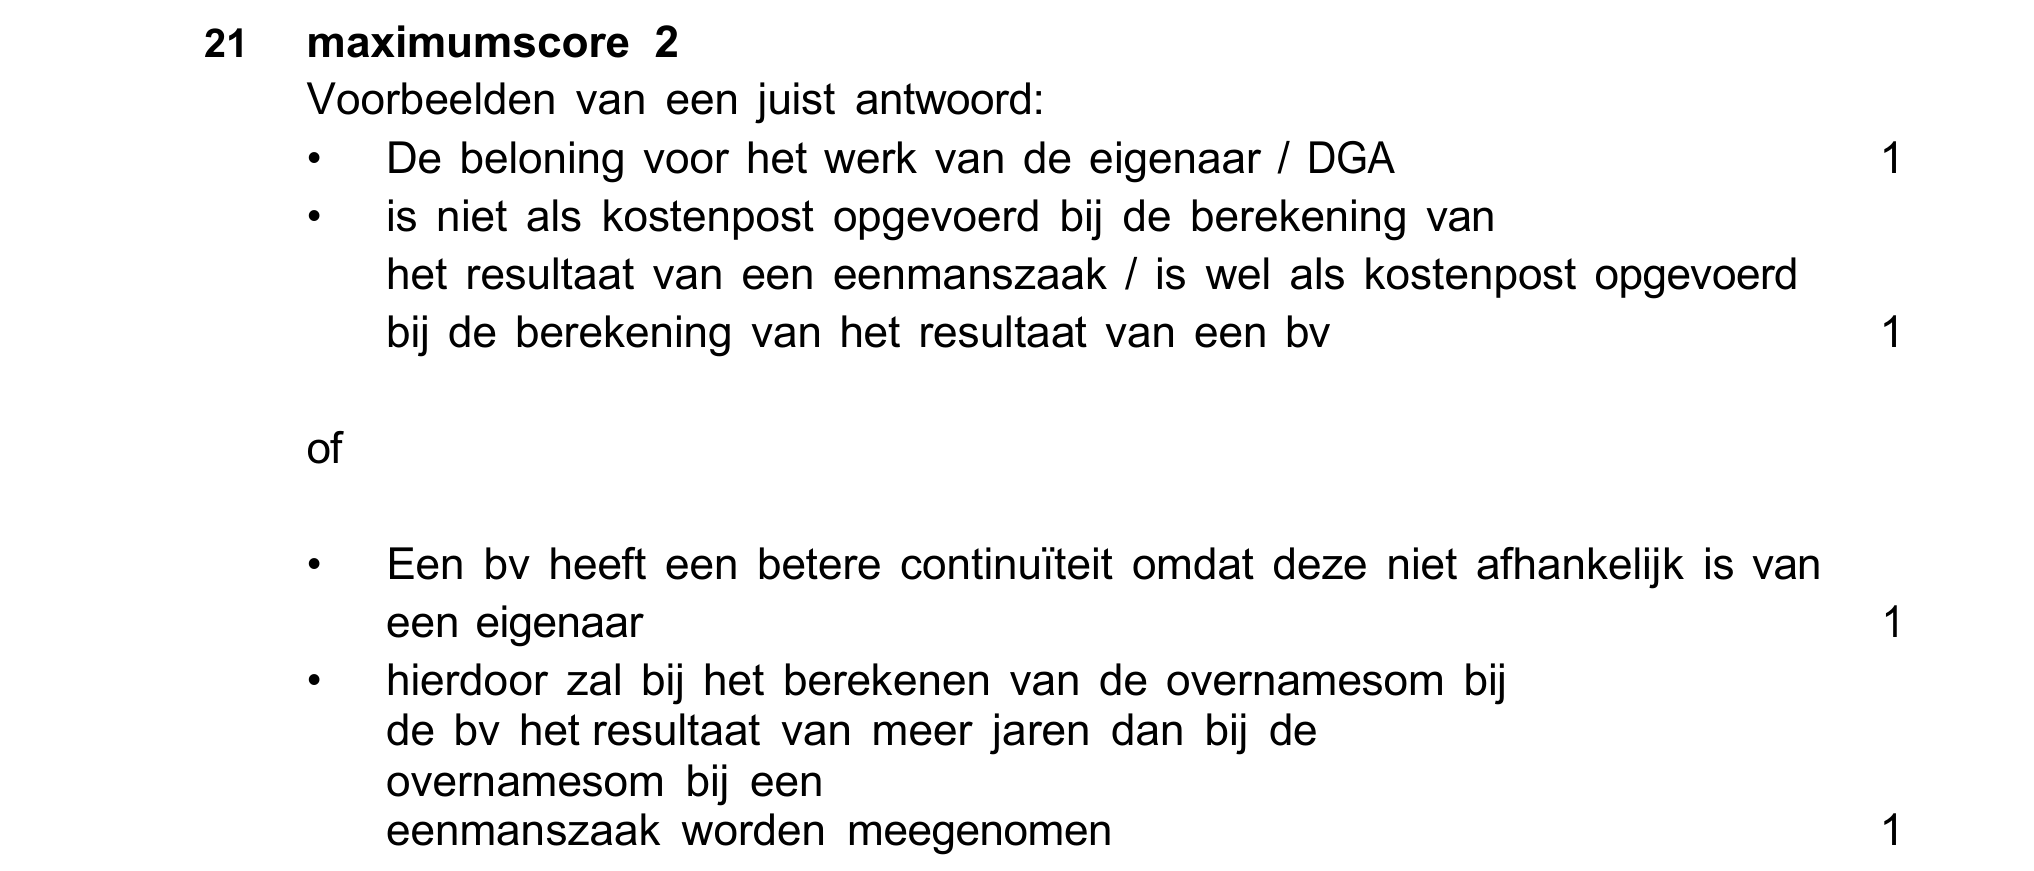 21 maximumscore 2
Voorbeelden van een juist antwoord:
• De beloning voor het werk van de eigenaar / DGA 1
• is niet als kostenpost opgevoerd bij de berekening van
het resultaat van een eenmanszaak / is wel als kostenpost opgevoerd
bij de berekening van het resultaat van een bv 1
of
• Een bv heeft een betere continuïteit omdat deze niet afhankelijk is van
een eigenaar 1
• hierdoor zal bij het berekenen van de overnamesom bij
de bv het resultaat van meer jaren dan bij de
overnamesom bij een
eenmanszaak worden meegenomen 1